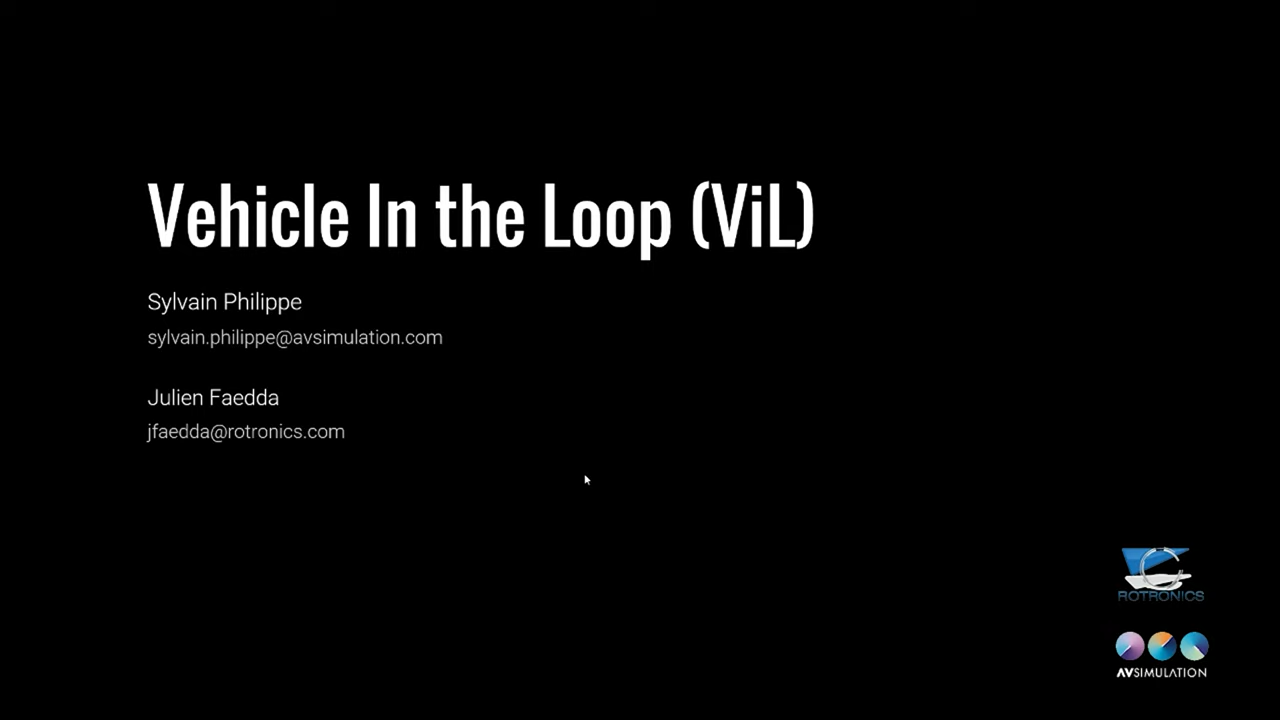 Vehicle In the Loop (ViL)
Sylvain Philippe
sylvain.philippe@avsimulation.com
Julien Faedda
jfaedda@rotronics.com
ROTRONICS
AVSIMULATION